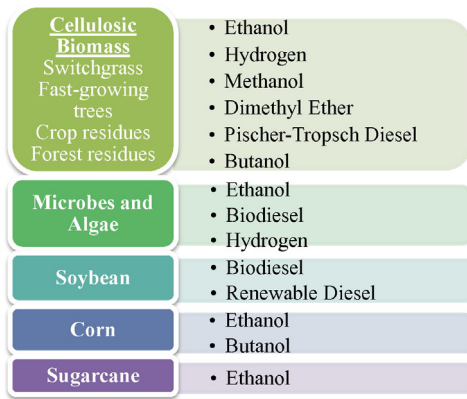 Cellulosic
Biomass
Switchgrass
Fast-growing
trees
Crop residues
Forest residues
• Ethanol
• Hydrogen
• Methanol
• Dimethyl Ether
• Pischer-Tropsch Diesel
• Butanol
Microbes and
Algae
• Ethanol
• Biodiesel
• Hydrogen
Soybean
• Biodiesel
• Renewable Diesel
Corn
• Ethanol
• Butanol
Sugarcane
• Ethanol